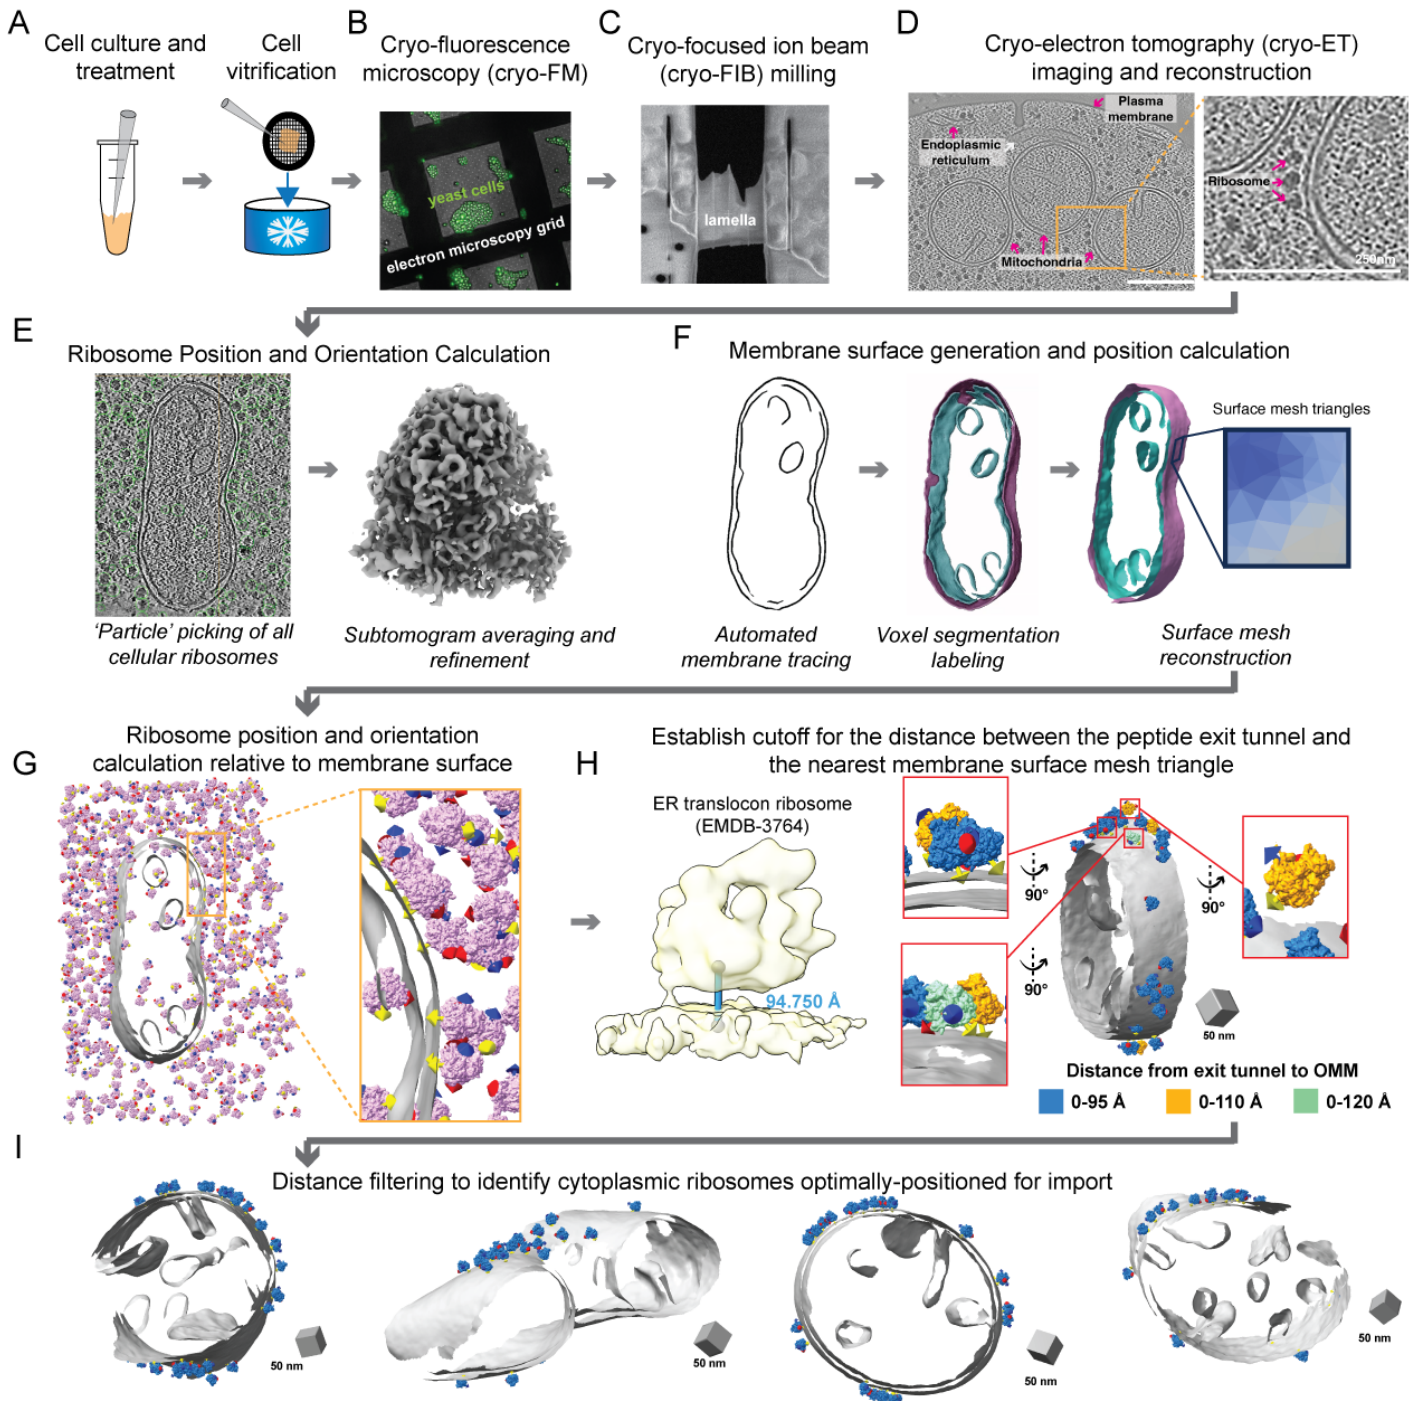 A
Cell culture and
treatment
Cell
vitrification
B
Cryo-fluorescence
microscopy (cryo-FM)
yeast cells
electron microscopy grid
C
Cryo-focused ion beam
(cryo-FIB) milling
lamella
D
Cryo-electron tomography (cryo-ET)
imaging and reconstruction
Plasma
membrane
Endoplasmic
reticulum
Mitochondria
Ribosome
250nm
E
Ribosome Position and Orientation Calculation
‘Particle’ picking of all
cellular ribosomes
Subtomogram averaging and
refinement
F
Membrane surface generation and position calculation
Surface mesh triangles
Automated
membrane tracing
Voxel segmentation
labeling
Surface mesh
reconstruction
G
Ribosome position and orientation
calculation relative to membrane surface
H
Establish cutoff for the distance between the peptide exit tunnel and
the nearest membrane surface mesh triangle
ER translocon ribosome
(EMDB-3764)
94.750 Å
90°
90°
90°
50 nm
Distance from exit tunnel to OMM
0-95 Å
0-110 Å
0-120 Å
I
Distance filtering to identify cytoplasmic ribosomes optimally-positioned for import
50 nm
50 nm
50 nm
50 nm